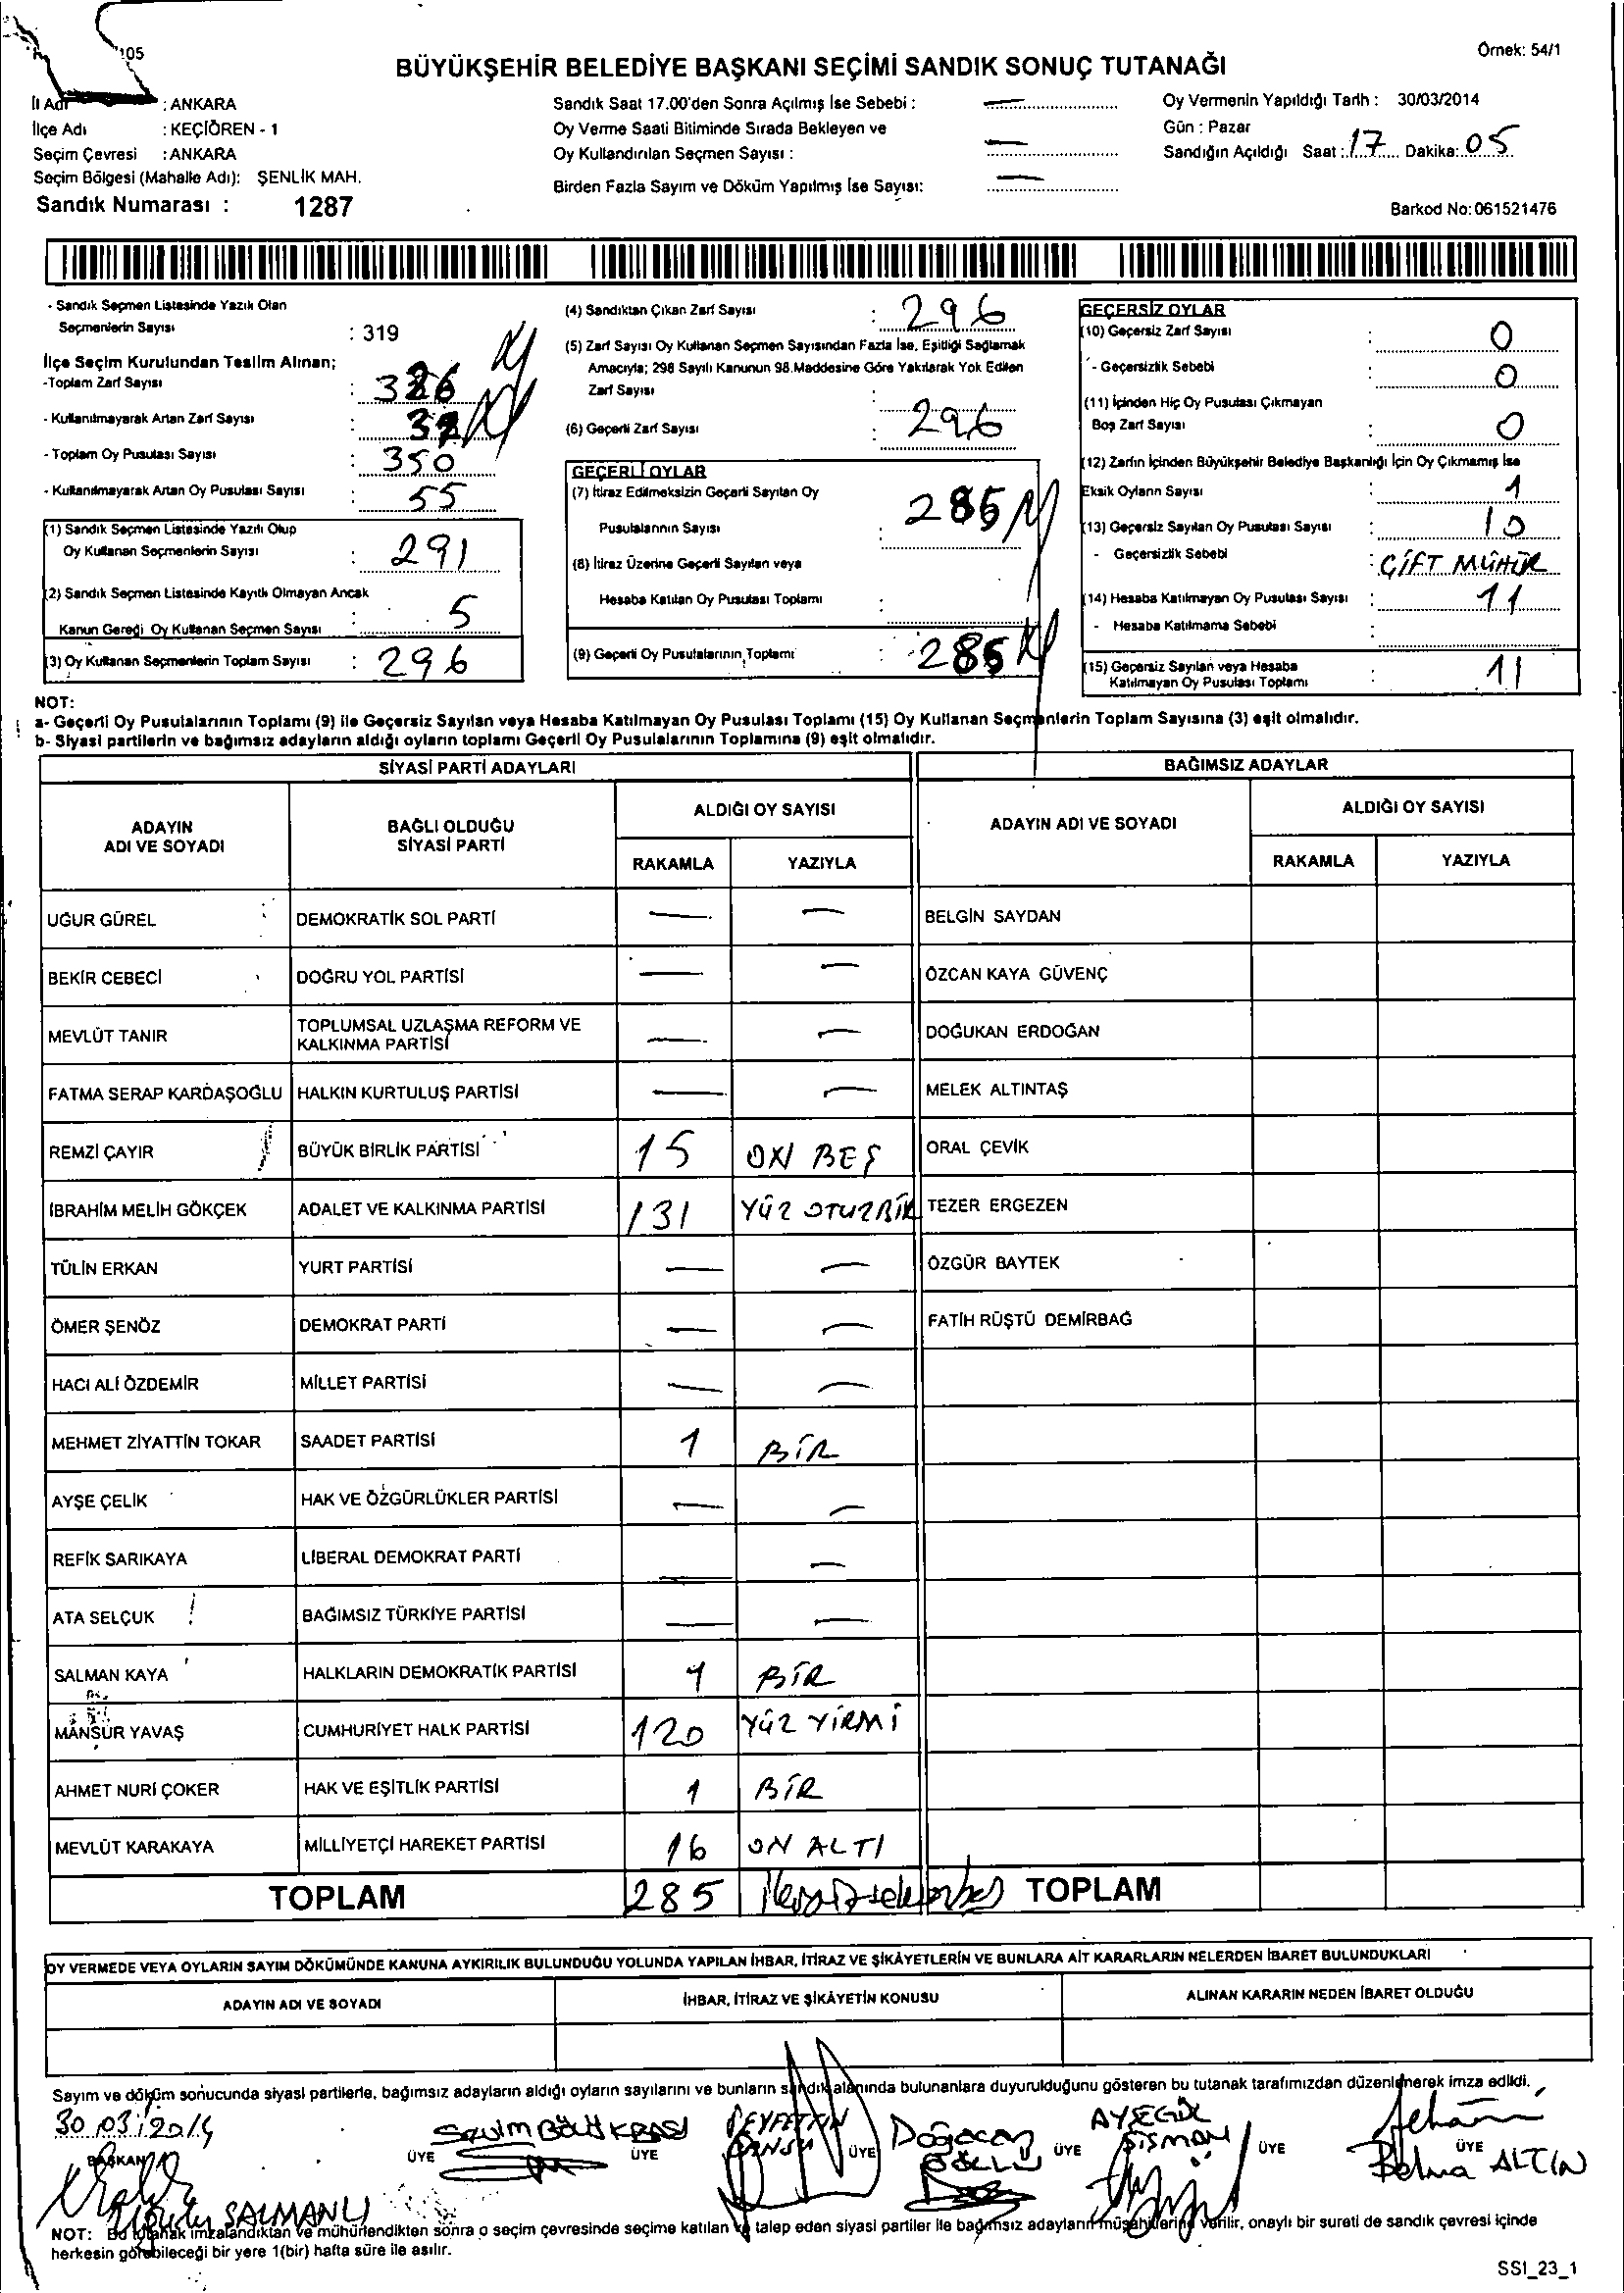 105
Örnek: 54/1
BÜYÜKŞEHİR BELEDİYE BAŞKANI SEÇİMİ SANDIK SONUÇ TUTANAĞI
İl Adı : ANKARA
İlçe Adı : KEÇİÖREN - 1
Seçim Çevresi : ANKARA
Seçim Bölgesi (Mahalle Adı): ŞENLİK MAH.
Sandık Numarası : 1287
Sandık Saat 17.00'den Sonra Açılmış İse Sebebi : —
Oy Verme Saati Bitiminde Sırada Bekleyen ve
Oy Kullandırılan Seçmen Sayısı : —
Birden Fazla Sayım ve Döküm Yapılmış İse Sayısı: —
Oy Vermenin Yapıldığı Tarih : 30/03/2014
Gün : Pazar
Sandığın Açıldığı Saat : 17 Dakika: 05
Barkod No: 061521476
- Sandık Seçmen Listesinde Yazılı Olan
Seçmenlerin Sayısı : 319
İlçe Seçim Kurulundan Teslim Alınan;
-Toplam Zarf Sayısı :
- Kullanılmayarak Artan Zarf Sayısı :
- Toplam Oy Pusulası Sayısı : 350
- Kullanılmayarak Artan Oy Pusulası Sayısı : 55
(1) Sandık Seçmen Listesinde Yazılı Olup
Oy Kullanan Seçmenlerin Sayısı : 291
(2) Sandık Seçmen Listesinde Kayıtlı Olmayan Ancak
Kanun Gereği Oy Kullanan Seçmen Sayısı : 5
(3) Oy Kullanan Seçmenlerin Toplam Sayısı : 296
(4) Sandıktan Çıkan Zarf Sayısı : 296
(5) Zarf Sayısı Oy Kullanan Seçmen Sayısından Fazla İse, Eşitliği Sağlamak
Amacıyla; 298 Sayılı Kanunun 98.Maddesine Göre Yakılarak Yok Edilen
Zarf Sayısı :
(6) Geçerli Zarf Sayısı : 296
GEÇERLİ OYLAR
(7) İtiraz Edilmeksizin Geçerli Sayılan Oy
Pusulalarının Sayısı : 285
(8) İtiraz Üzerine Geçerli Sayılan veya
Hesaba Katılan Oy Pusulası Toplamı :
(9) Geçerli Oy Pusulalarının Toplamı : 285
GEÇERSİZ OYLAR
(10) Geçersiz Zarf Sayısı : 0
- Geçersizlik Sebebi : 0
(11) İçinden Hiç Oy Pusulası Çıkmayan
Boş Zarf Sayısı : 0
(12) Zarfın İçinden Büyükşehir Belediye Başkanlığı İçin Oy Çıkmamış İse
Eksik Oyların Sayısı : 1
(13) Geçersiz Sayılan Oy Pusulası Sayısı : 10
- Geçersizlik Sebebi : ÇİFT MÜHÜR
(14) Hesaba Katılmayan Oy Pusulası Sayısı : 11
- Hesaba Katılmama Sebebi :
(15) Geçersiz Sayılan veya Hesaba
Katılmayan Oy Pusulası Toplamı : 11
NOT:
a- Geçerli Oy Pusulalarının Toplamı (9) ile Geçersiz Sayılan veya Hesaba Katılmayan Oy Pusulası Toplamı (15) Oy Kullanan Seçmenlerin Toplam Sayısına (3) eşit olmalıdır.
b- Siyasi partilerin ve bağımsız adayların aldığı oyların toplamı Geçerli Oy Pusulalarının Toplamına (9) eşit olmalıdır.
SİYASİ PARTİ ADAYLARI BAĞIMSIZ ADAYLAR
ADAYIN ADI VE SOYADI BAĞLI OLDUĞU SİYASİ PARTİ ALDIĞI OY SAYISI ADAYIN ADI VE SOYADI ALDIĞI OY SAYISI
RAKAMLA YAZIYLA RAKAMLA YAZIYLA
UĞUR GÜREL DEMOKRATİK SOL PARTİ — — BELGİN SAYDAN
BEKİR CEBECİ DOĞRU YOL PARTİSİ — — ÖZCAN KAYA GÜVENÇ
MEVLÜT TANIR TOPLUMSAL UZLAŞMA REFORM VE KALKINMA PARTİSİ — — DOĞUKAN ERDOĞAN
FATMA SERAP KARDAŞOĞLU HALKIN KURTULUŞ PARTİSİ — — MELEK ALTINTAŞ
REMZİ ÇAYIR BÜYÜK BİRLİK PARTİSİ 15 ON BEŞ ORAL ÇEVİK
İBRAHİM MELİH GÖKÇEK ADALET VE KALKINMA PARTİSİ 131 YÜZ OTUZBİR TEZER ERGEZEN
TÜLİN ERKAN YURT PARTİSİ — — ÖZGÜR BAYTEK
ÖMER ŞENÖZ DEMOKRAT PARTİ — — FATİH RÜŞTÜ DEMİRBAĞ
HACI ALİ ÖZDEMİR MİLLET PARTİSİ — —
MEHMET ZİYATTİN TOKAR SAADET PARTİSİ 1 BİR
AYŞE ÇELİK HAK VE ÖZGÜRLÜKLER PARTİSİ — —
REFİK SARIKAYA LİBERAL DEMOKRAT PARTİ — —
ATA SELÇUK BAĞIMSIZ TÜRKİYE PARTİSİ — —
SALMAN KAYA HALKLARIN DEMOKRATİK PARTİSİ 1 BİR
MANSUR YAVAŞ CUMHURİYET HALK PARTİSİ 120 YÜZ YİRMİ
AHMET NURİ ÇOKER HAK VE EŞİTLİK PARTİSİ 1 BİR
MEVLÜT KARAKAYA MİLLİYETÇİ HAREKET PARTİSİ 16 ON ALTI
TOPLAM 285 TOPLAM
OY VERMEDE VEYA OYLARIN SAYIM DÖKÜMÜNDE KANUNA AYKIRILIK BULUNDUĞU YOLUNDA YAPILAN İHBAR, İTİRAZ VE ŞİKÂYETLERİN VE BUNLARA AİT KARARLARIN NELERDEN İBARET BULUNDUKLARI
ADAYIN ADI VE SOYADI İHBAR, İTİRAZ VE ŞİKÂYETİN KONUSU ALINAN KARARIN NEDEN İBARET OLDUĞU
Sayım ve döküm sonucunda siyasi partilerle, bağımsız adayların aldığı oyların sayılarını ve bunların sandık alanında bulunanlara duyurulduğunu gösteren bu tutanak tarafımızdan düzenlenerek imza edildi.
30.03.2014
BAŞKAN ÜYE ÜYE ÜYE ÜYE ÜYE ÜYE
SALMANLI
AYŞEGÜL ŞİŞMAN
Belma ALTIN
NOT: Bu tutanak imzalandıktan ve mühürlendikten sonra o seçim çevresinde seçime katılan ve talep eden siyasi partiler ile bağımsız adayların müşahitlerine verilir, onaylı bir sureti de sandık çevresi içinde
herkesin görebileceği bir yere 1(bir) hafta süre ile asılır.
SSI_23_1